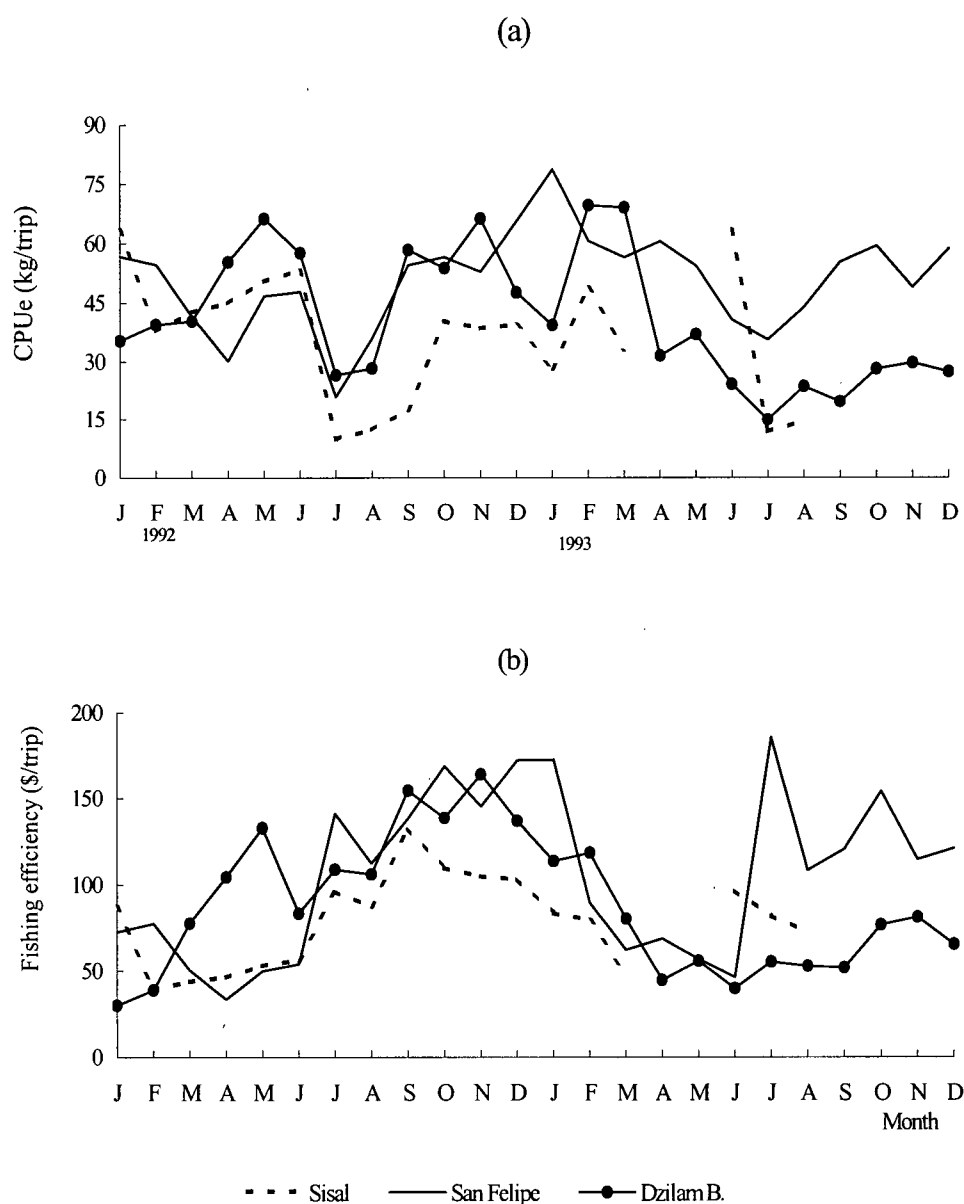 (a)
CPUe (kg/trip)
90
75
60
45
30
15
0
J F M A M J J A S O N D J F M A M J J A S O N D
1992 1993
(b)
Fishing efficiency ($/trip)
200
150
100
50
0
J F M A M J J A S O N D J F M A M J J A S O N D
Month
Sisal San Felipe Dzilam B.